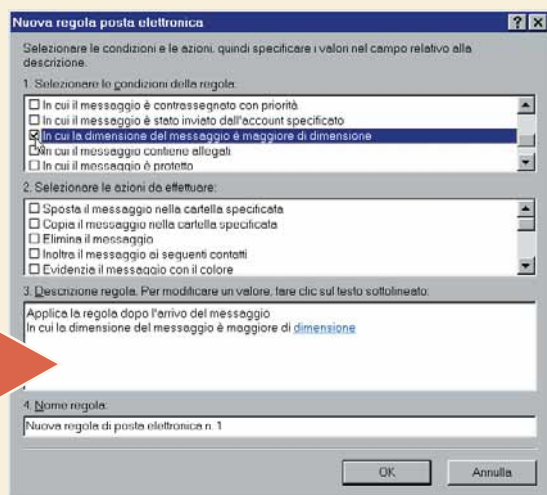 Nuova regola posta elettronica
Selezionare le condizioni e le azioni, quindi specificare i valori nel campo relativo alla
descrizione.
1. Selezionare le condizioni della regola:
In cui il messaggio è contrassegnato con priorità
In cui il messaggio è stato inviato dall'account specificato
In cui la dimensione del messaggio è maggiore di dimensione
In cui il messaggio contiene allegati
In cui il messaggio è protetto
2. Selezionare le azioni da effettuare:
Sposta il messaggio nella cartella specificata
Copia il messaggio nella cartella specificata
Elimina il messaggio
Inoltra il messaggio ai seguenti contatti
Evidenzia il messaggio con il colore
3. Descrizione regola. Per modificare un valore, fare clic sul testo sottolineato:
Applica la regola dopo l'arrivo del messaggio
In cui la dimensione del messaggio è maggiore di dimensione
4. Nome regola:
Nuova regola di posta elettronica n. 1
OK Annulla